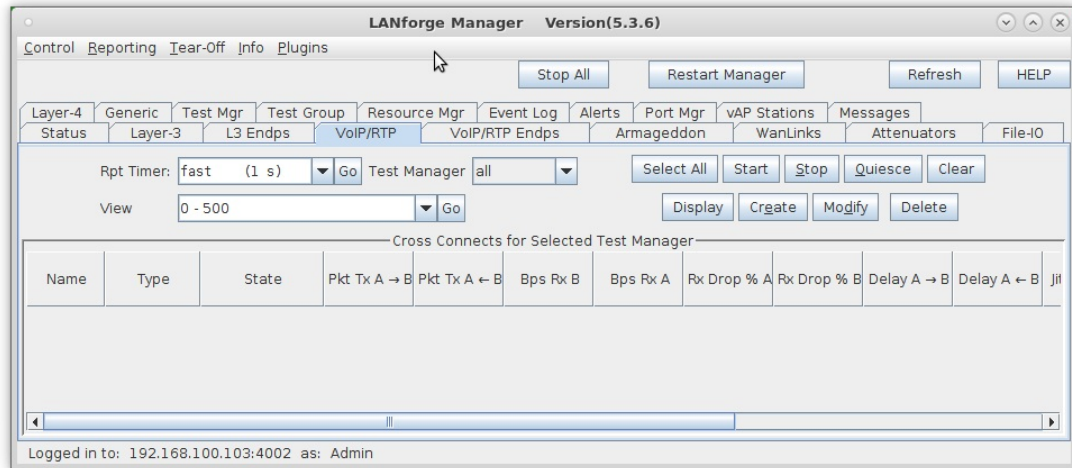 LANforge Manager Version(5.3.6)
Control Reporting Tear-Off Info Plugins
Stop All Restart Manager Refresh HELP
Layer-4 Generic Test Mgr Test Group Resource Mgr Event Log Alerts Port Mgr vAP Stations Messages
Status Layer-3 L3 Endps VoIP/RTP VoIP/RTP Endps Armageddon WanLinks Attenuators File-IO
Rpt Timer: fast (1 s) Go Test Manager all Select All Start Stop Quiesce Clear
View 0 - 500 Go Display Create Modify Delete
Cross Connects for Selected Test Manager
Name Type State Pkt Tx A → B Pkt Tx A ← B Bps Rx B Bps Rx A Rx Drop % A Rx Drop % B Delay A → B Delay A ← B Jit
Logged in to: 192.168.100.103:4002 as: Admin